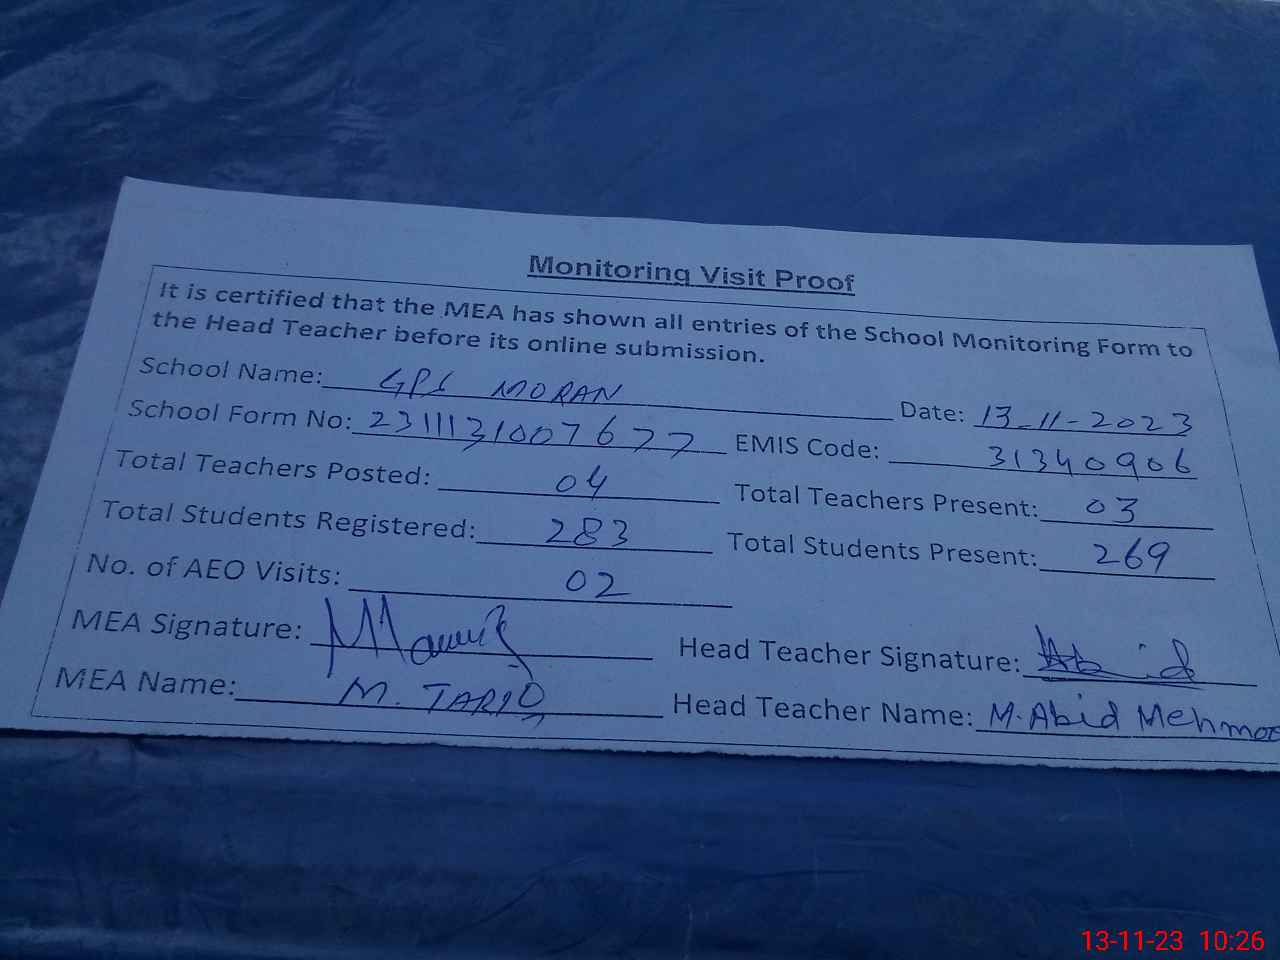 Monitoring Visit Proof
It is certified that the MEA has shown all entries of the School Monitoring Form to
the Head Teacher before its online submission.
School Name: GPS MORAN Date: 13-11-2023
School Form No: 23111131007677 EMIS Code: 31340906
Total Teachers Posted: 04 Total Teachers Present: 03
Total Students Registered: 283 Total Students Present: 269
No. of AEO Visits: 02
MEA Signature: Head Teacher Signature: Abid
MEA Name: M. TARIQ Head Teacher Name: M. Abid Mehmoo
13-11-23 10:26